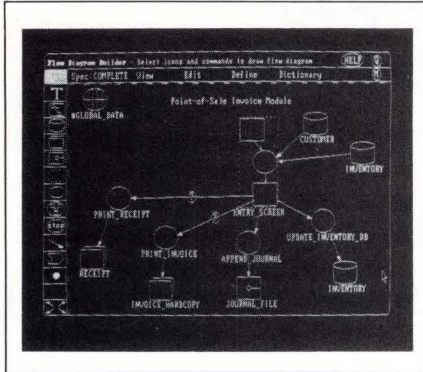 Flow Diagram Builder - Select icons and commands to draw flow diagram HELP
Spec-COMPLETE View Edit Define Dictionary
T
#GLOBAL_DATA
Point-of-Sale Invoice Module
CUSTOMER
INVENTORY
PRINT_RECEIPT
ENTRY_SCREEN
stop
PRINT_INVOICE
APPEND_JOURNAL
UPDATE_INVENTORY_DB
RECEIPT
INVOICE_HARDCOPY
JOURNAL_FILE
INVENTORY